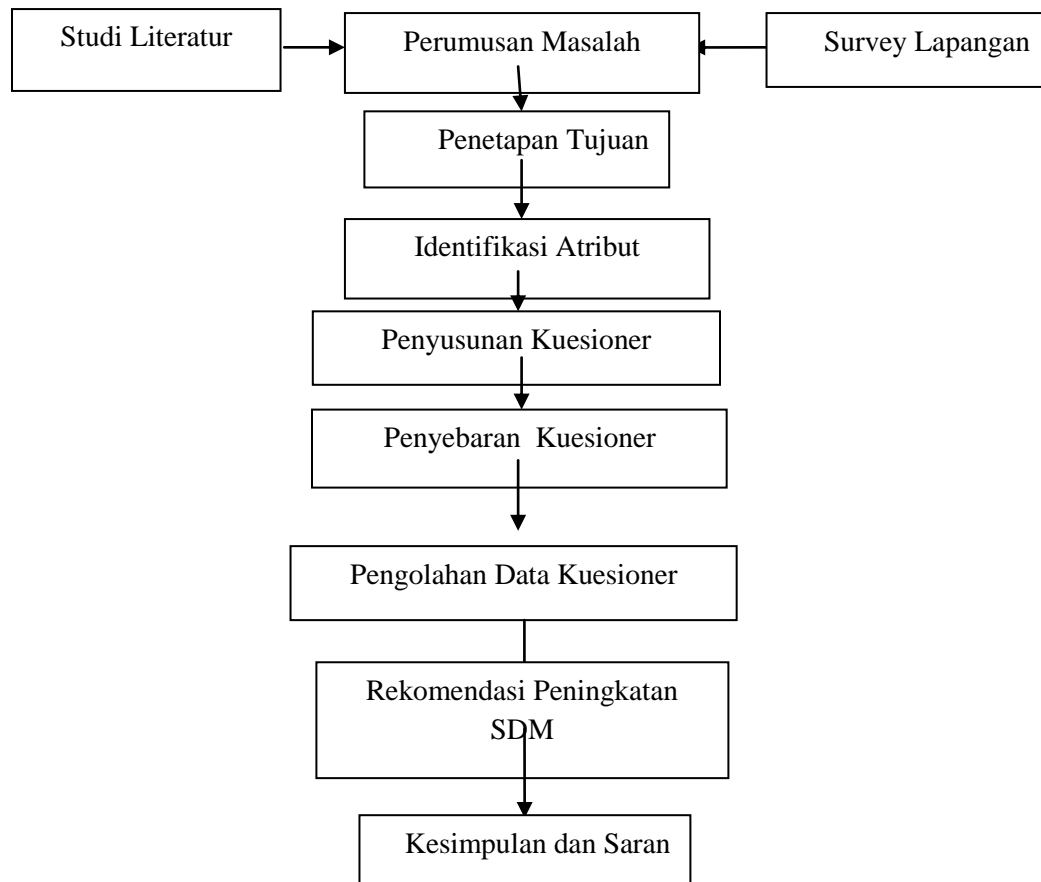 Studi Literatur
Perumusan Masalah
Survey Lapangan
Penetapan Tujuan
Identifikasi Atribut
Penyusunan Kuesioner
Penyebaran Kuesioner
Pengolahan Data Kuesioner
Rekomendasi Peningkatan
SDM
Kesimpulan dan Saran